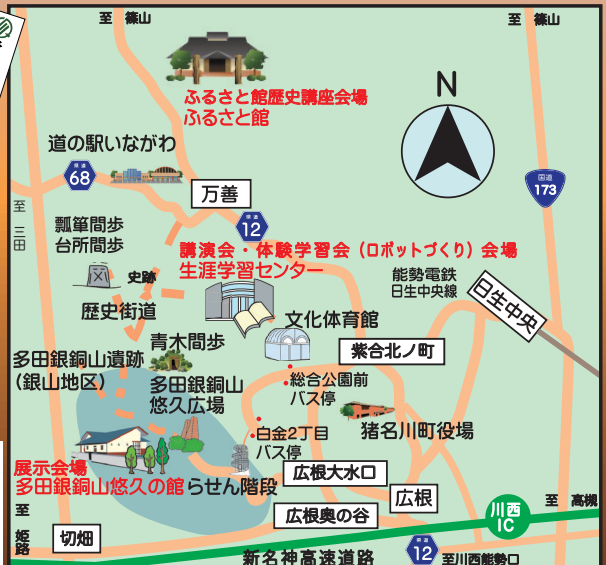 至 篠山
至 篠山
N
ふるさと館歴史講座会場
ふるさと館
道の駅いながわ
県道
68
万善
国道
173
至 三田
県道
12
瓢箪間歩
台所間歩
講演会・体験学習会（ロボットづくり）会場
生涯学習センター
史跡
能勢電鉄
日生中央線
日生中央
歴史街道
文化体育館
青木間歩
紫合北ノ町
多田銀銅山遺跡
（銀山地区）
多田銀銅山
悠久広場
総合公園前
バス停
猪名川町役場
白金2丁目
バス停
展示会場
多田銀銅山悠久の館
らせん階段
広根大水口
広根
川西
IC
至 高槻
至 姫路
切畑
広根奥の谷
新名神高速道路
県道
12
至川西能勢口